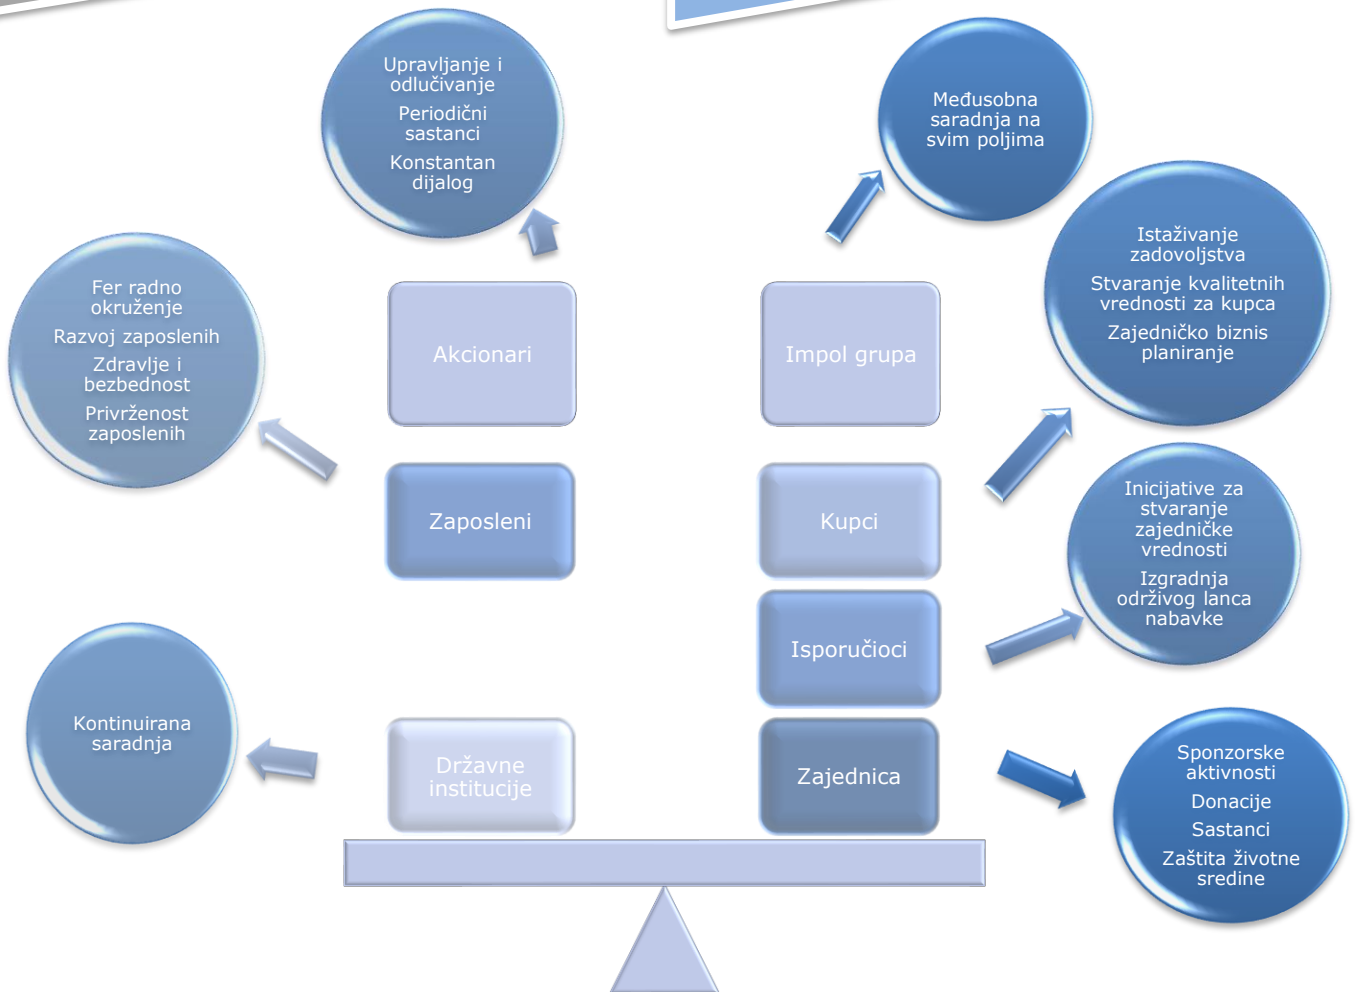 Upravljanje i
odlučivanje
Periodični
sastanci
Konstantan
dijalog
Međusobna
saradnja na
svim poljima
Istaživanje
zadovoljstva
Stvaranje kvalitetnih
vrednosti za kupca
Zajedničko biznis
planiranje
Fer radno
okruženje
Razvoj zaposlenih
Zdravlje i
bezbednost
Privrženost
zaposlenih
Akcionari
Impol grupa
Zaposleni
Kupci
Inicijative za
stvaranje
zajedničke
vrednosti
Izgradnja
održivog lanca
nabavke
Isporučioci
Kontinuirana
saradnja
Državne
institucije
Zajednica
Sponzorske
aktivnosti
Donacije
Sastanci
Zaštita životne
sredine